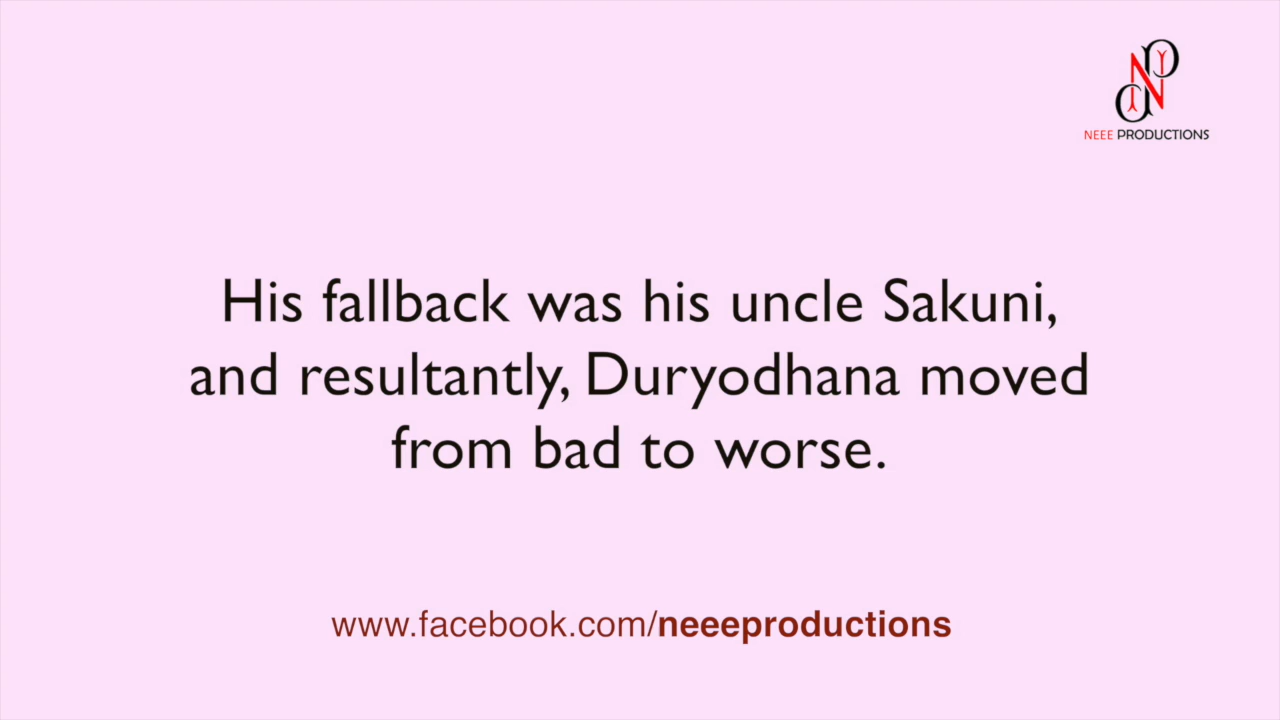 NEEE PRODUCTIONS
His fallback was his uncle Sakuni,
and resultantly, Duryodhana moved
from bad to worse.
www.facebook.com/neeeproductions